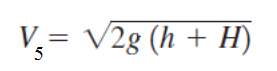 V₅ = √2g (h + H)